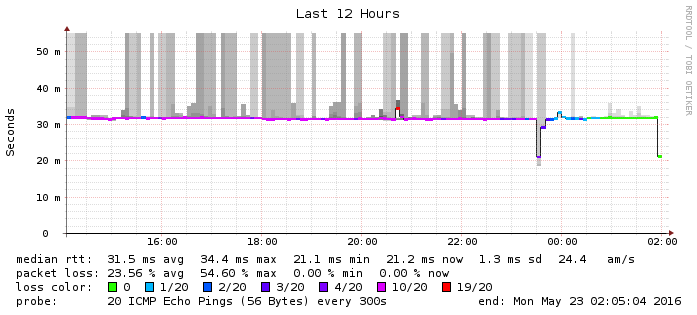 Last 12 Hours
RRDTOOL / TOBI OETIKER
Seconds
50 m
40 m
30 m
20 m
10 m
0
16:00 18:00 20:00 22:00 00:00 02:00
median rtt: 31.5 ms avg 34.4 ms max 21.1 ms min 21.2 ms now 1.3 ms sd 24.4 am/s
packet loss: 23.56 % avg 54.60 % max 0.00 % min 0.00 % now
loss color: 0 1/20 2/20 3/20 4/20 10/20 19/20
probe: 20 ICMP Echo Pings (56 Bytes) every 300s end: Mon May 23 02:05:04 2016